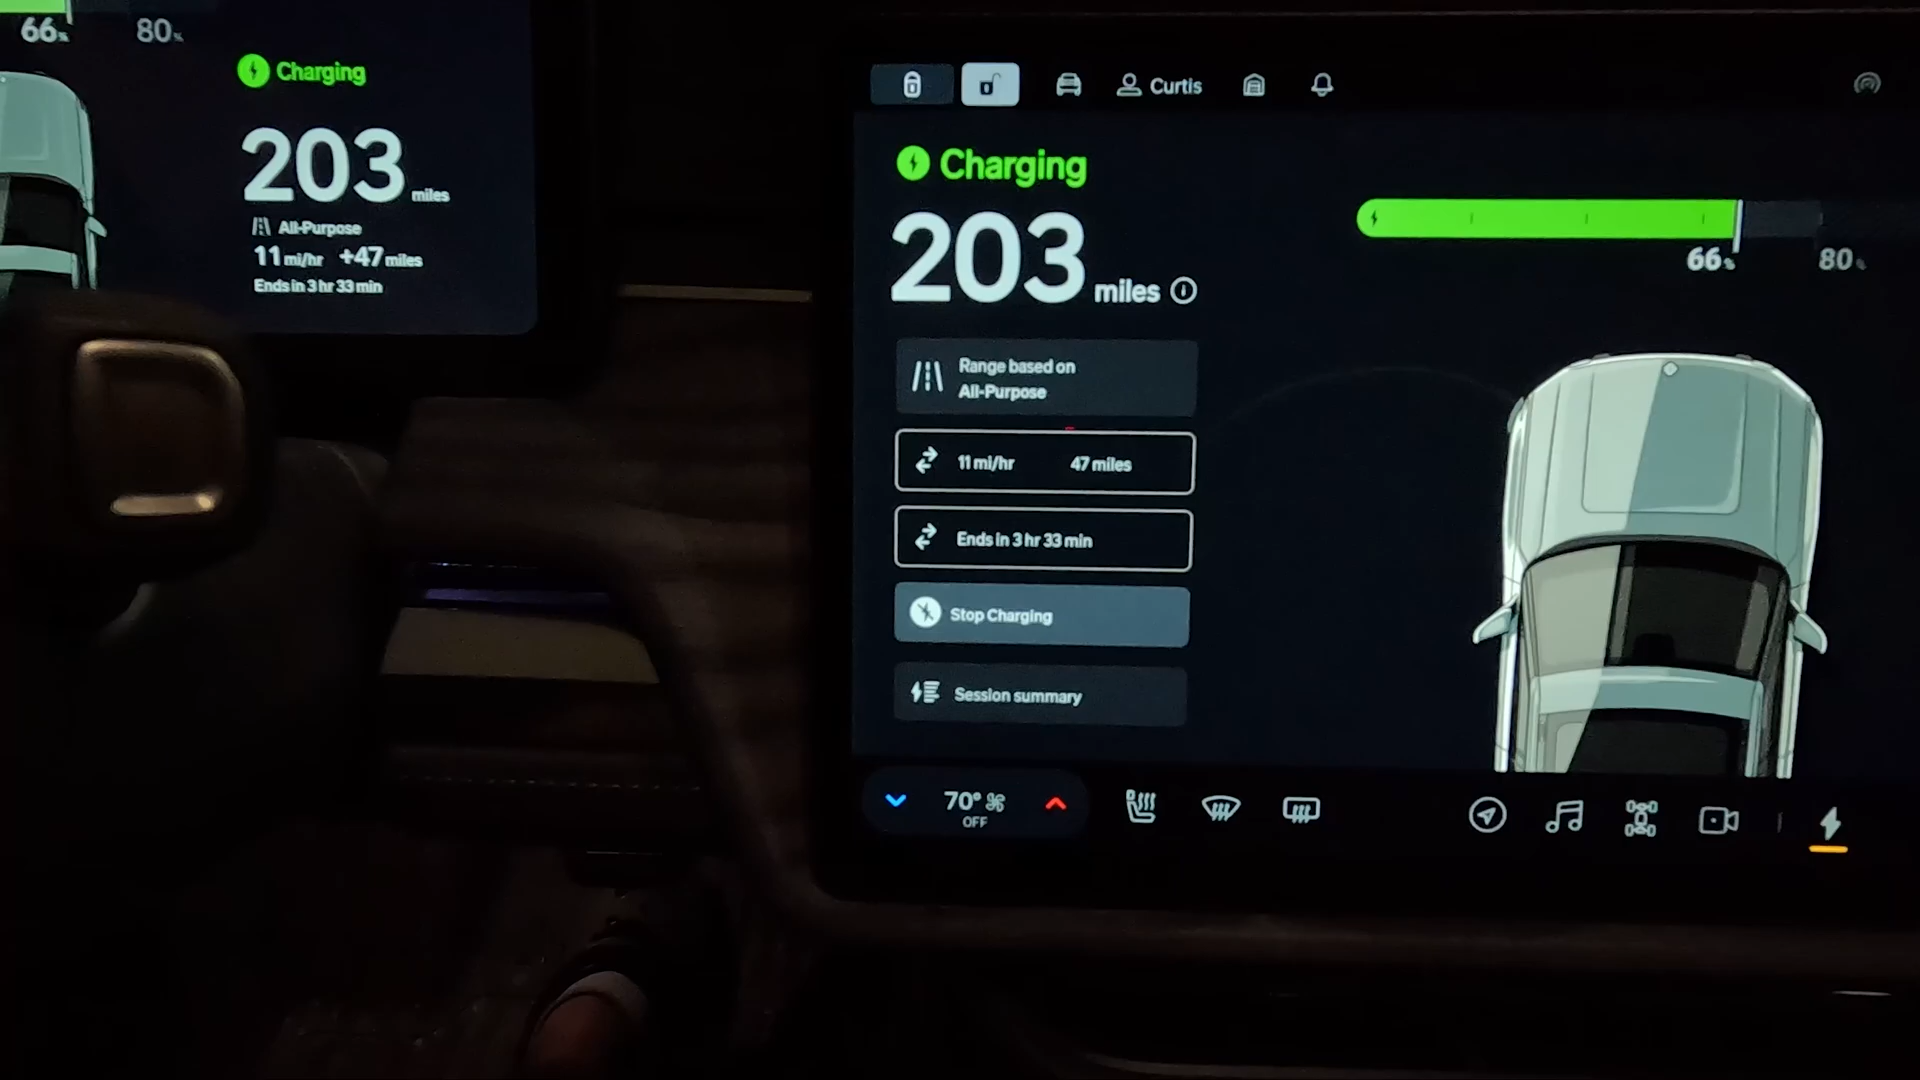 66%
80%
Charging
203 miles
All-Purpose
11 mi/hr +47 miles
Ends in 3 hr 33 min
Curtis
Charging
203 miles
66%
80%
Range based on
All-Purpose
11 mi/hr 47 miles
Ends in 3 hr 33 min
Stop Charging
Session summary
70°
OFF